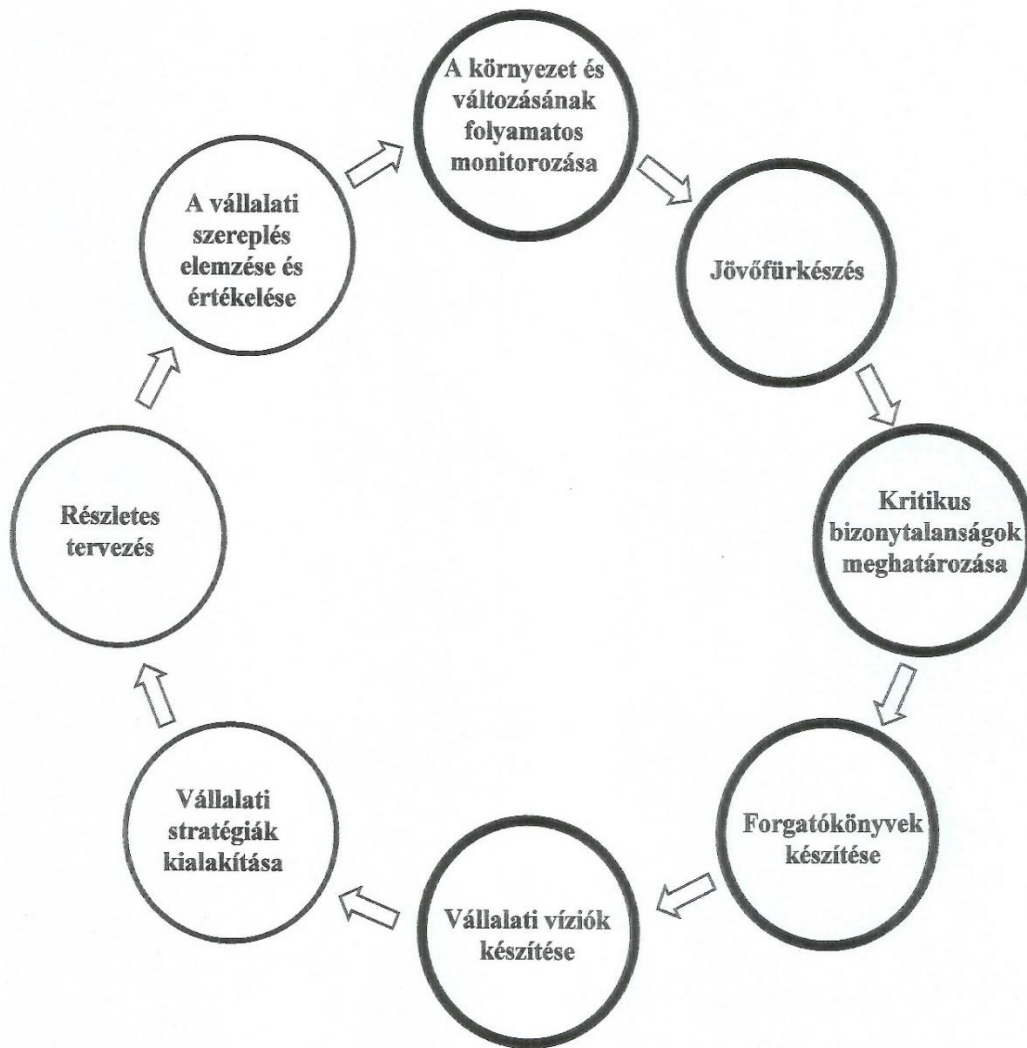 A környezet és
változásának
folyamatos
monitorozása
Jövőfürkészés
Kritikus
bizonytalanságok
meghatározása
Forgatókönyvek
készítése
Vállalati víziók
készítése
Vállalati
stratégiák
kialakítása
Részletes
tervezés
A vállalati
szereplés
elemzése és
értékelése